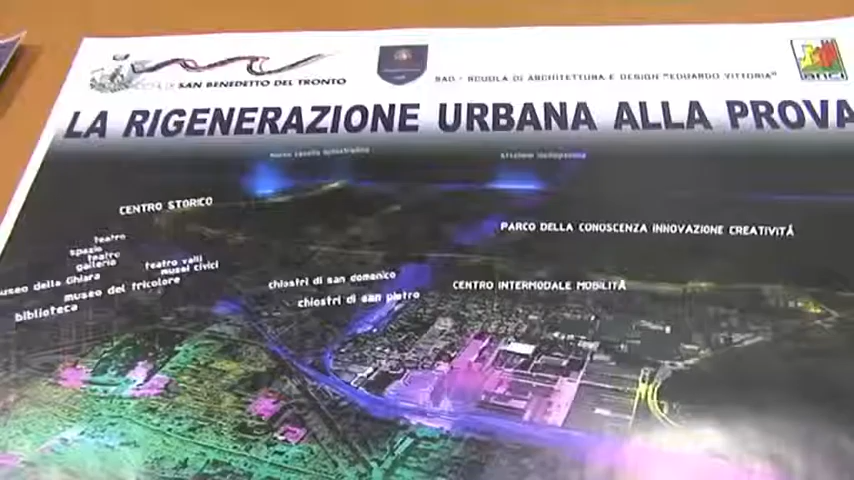 SAN BENEDETTO DEL TRONTO
SAD - SCUOLA DI ARCHITETTURA E DESIGN "EDUARDO VITTORIA"
LA RIGENERAZIONE URBANA ALLA PROVA
CENTRO STORICO
PARCO DELLA CONOSCENZA INNOVAZIONE CREATIVITÀ
teatro
spazio
teatro
galleria
teatro valli
musei civici
museo della Ghiara
museo del tricolore
biblioteca
chiostri di san domenico
chiostri di san pietro
CENTRO INTERMODALE MOBILITÀ